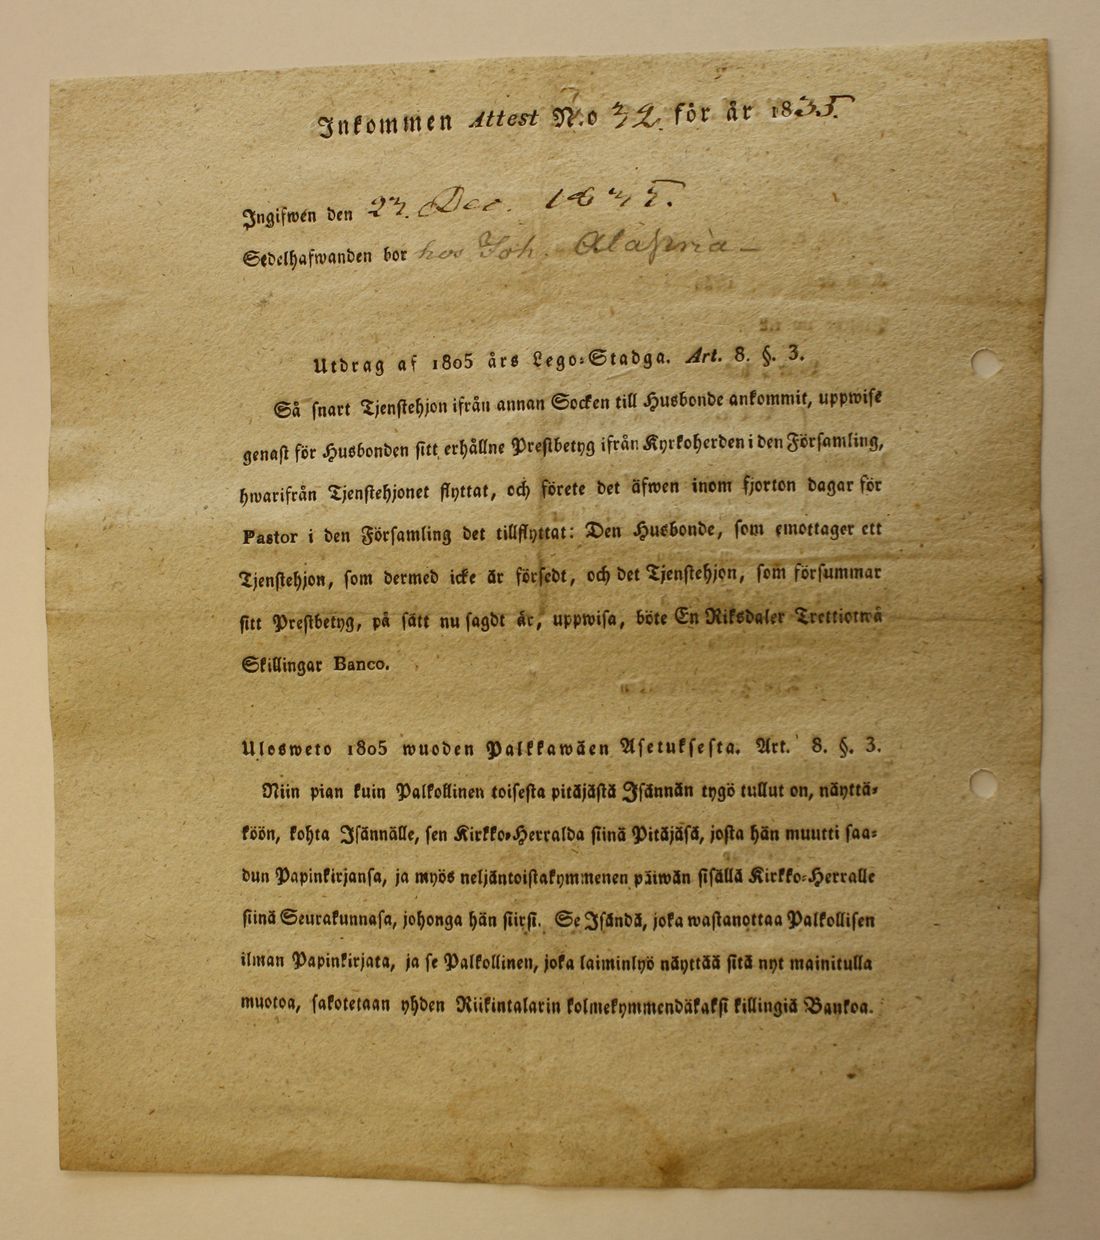 Inkommen Attest N:o 32. för år 1835.
Ingifwen den 23. Dec. 1835.
Sedelhafwanden bor hos Joh.
Utdrag af 1805 års Lego-Stadga. Art. 8. §. 3.
Så snart Tjenstehjon ifrån annan Socken till Husbonde ankommit, uppwise
genast för Husbonden sitt erhållne Prestbetyg ifrån Kyrkoherden i den Församling,
hwarifrån Tjenstehjonet flyttat, och förete det äfwen inom fjorton dagar för
Pastor i den Församling det tillflyttat: Den Husbonde, som emottager ett
Tjenstehjon, som dermed icke är försedt, och det Tjenstehjon, som försummar
sitt Prestbetyg, på sätt nu sagdt är, uppwisa, böte En Riksdaler Trettiotwå
Skillingar Banco.
Ulosweto 1805 wuoden Palkkawäen Asetuksesta. Art. 8. §. 3.
Niin pian kuin Palkollinen toisesta pitäjästä Isännän tygö tullut on, näyttä-
köön, kohta Isännälle, sen Kirkko-Herralda siinä Pitäjäsä, josta hän muutti saa-
dun Papinkirjansa, ja myös neljäntoistakymmenen päiwän sisällä Kirkko-Herralle
siinä Seurakunnasa, johonga hän siirsi. Se Isändä, joka wastanottaa Palkollisen
ilman Papinkirjata, ja se Palkollinen, joka laiminlyö näyttää sitä nyt mainitulla
muotoa, sakotetaan yhden Riikintalarin kolmekymmendäkaksi killingiä Bankoa.